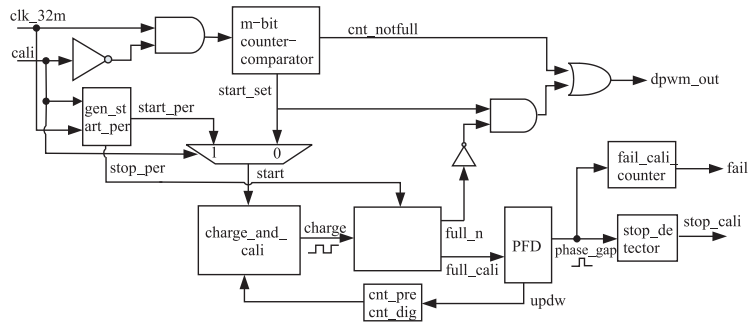 clk_32m
cali
m-bit
counter-
comparator
cnt_notfull
dpwm_out
start_set
gen_st
art_per
start_per
1 0
stop_per
start
charge_and_
cali
charge
full_n
full_cali
PFD
phase_gap
fail_cali_
counter
fail
stop_de
tector
stop_cali
cnt_pre
cnt_dig
updw